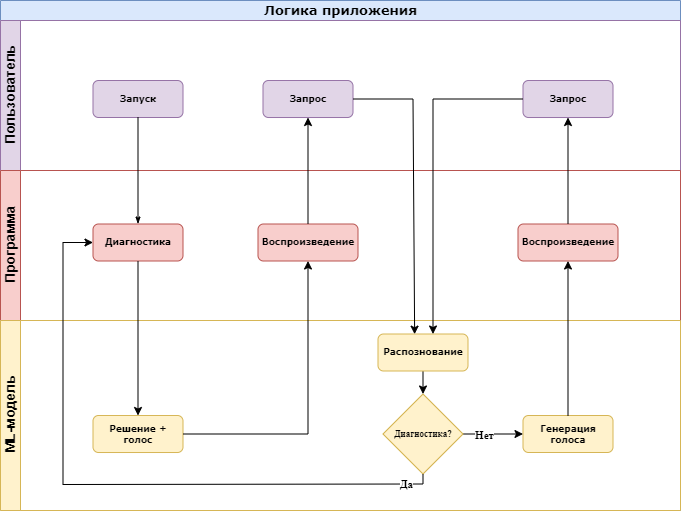 Логика приложения
Пользователь
Запуск
Запрос
Запрос
Программа
Диагностика
Воспроизведение
Воспроизведение
ML-модель
Распознование
Решение +
голос
Диагностика?
Нет
Генерация
голоса
Да